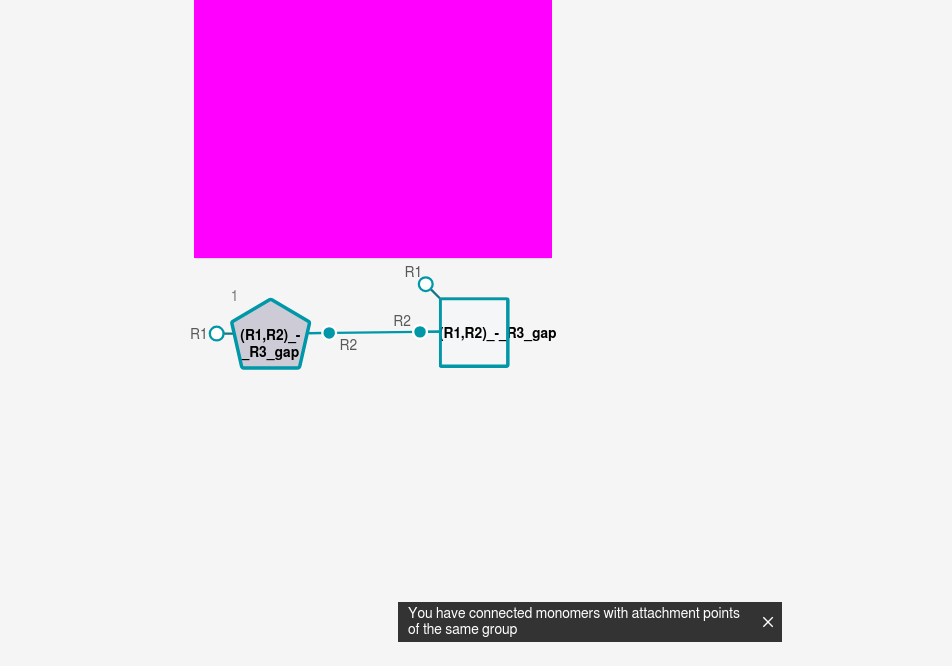 R1
1
R1
(R1,R2)_-
_R3_gap
R2
R2
(R1,R2)_-_R3_gap
You have connected monomers with attachment points
of the same group